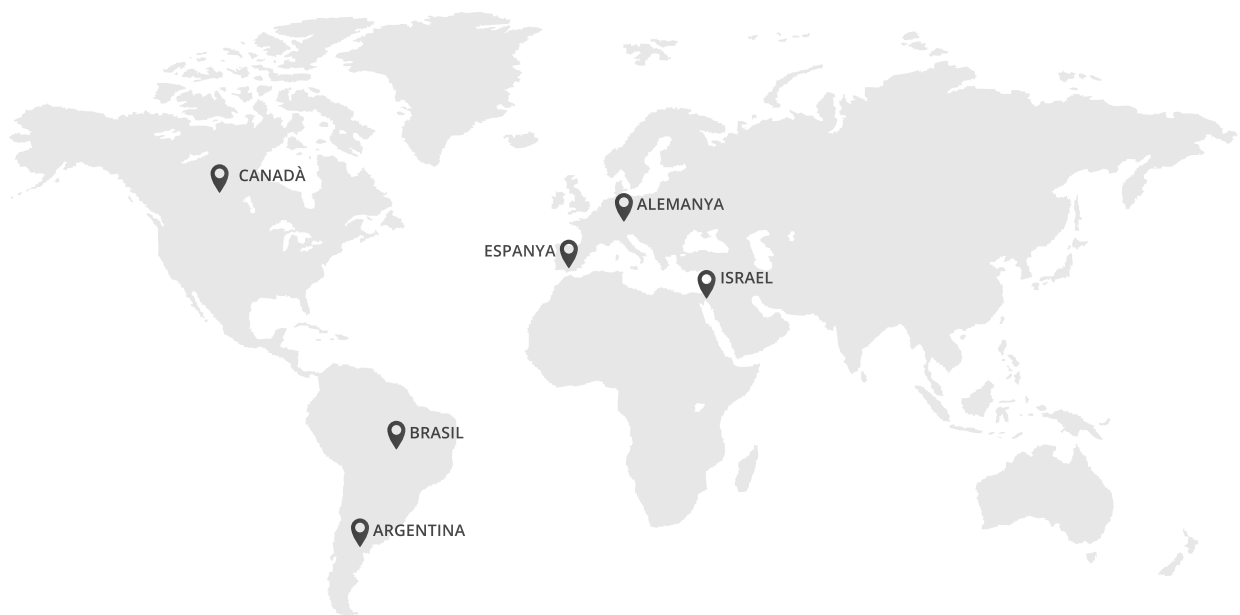 CANADÀ
ALEMANYA
ESPANYA
ISRAEL
BRASIL
ARGENTINA